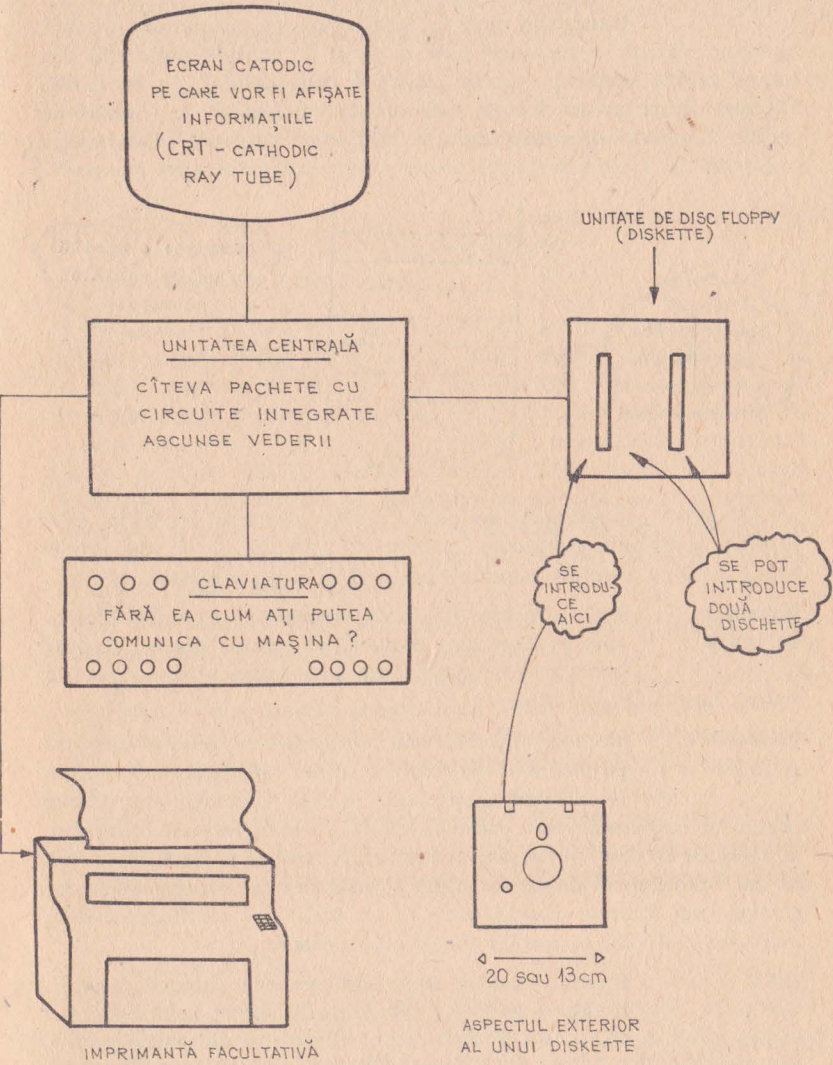 ECRAN CATODIC
PE CARE VOR FI AFIŞATE
INFORMAŢIILE
(CRT - CATHODIC
RAY TUBE)
UNITATE DE DISC FLOPPY
(DISKETTE)
UNITATEA CENTRALĂ
CÎTEVA PACHETE CU
CIRCUITE INTEGRATE
ASCUNSE VEDERII
CLAVIATURA
FĂRĂ EA CUM AŢI PUTEA
COMUNICA CU MAŞINA?
SE
INTRODU-
CE
AICI
SE POT
INTRODUCE
DOUĂ
DISCHETTE
20 sau 13cm
ASPECTUL EXTERIOR
AL UNUI DISKETTE
IMPRIMANTĂ FACULTATIVĂ